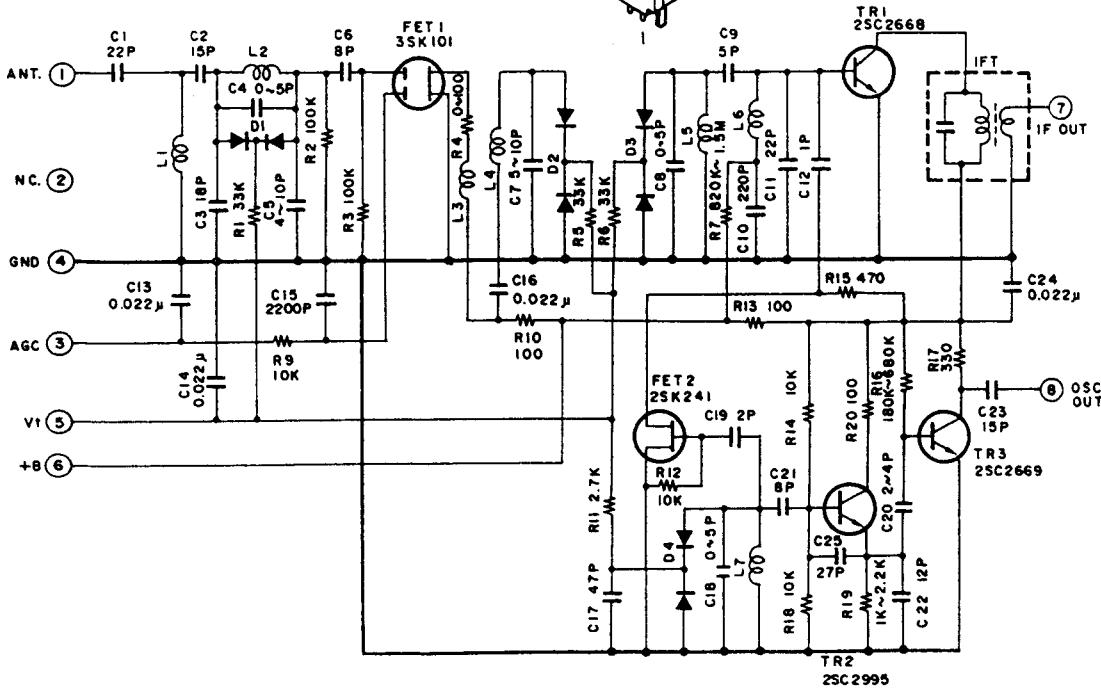 TR1
2SC2668
FET1
3SK101
C1
22P
C2
15P
L2
C6
8P
C9
5P
ANT. 1
C4 0~5P
IFT
7
IF OUT
D1
L1
R2 100K
0~100
R4
L4
C7 5~10P
D2
D3
C8 0~5P
L5
L6
R7 820K~1.5M
C10 220P
C11 22P
C12 1P
NC. 2
C3 18P
R1 33K
C5
4~10P
R3 100K
L3
R5 33K
R6 33K
GND 4
C13
0.022μ
C15
2200P
C16
0.022μ
R15 470
R13 100
C24
0.022μ
AGC 3
R9
10K
R10
100
C14
0.022μ
FET2
2SK241
C19 2P
R14 10K
R20 100
R16
180K~680K
R17
330
8 OSC
OUT
C23
15P
Vt 5
+B 6
R12
10K
C21
8P
TR3
2SC2669
R11 2.7K
D4
C18 0~5P
L7
C25
27P
C20 2~4P
C17 47P
R18 10K
R19
1K~2.2K
C22 12P
TR2
2SC2995
1